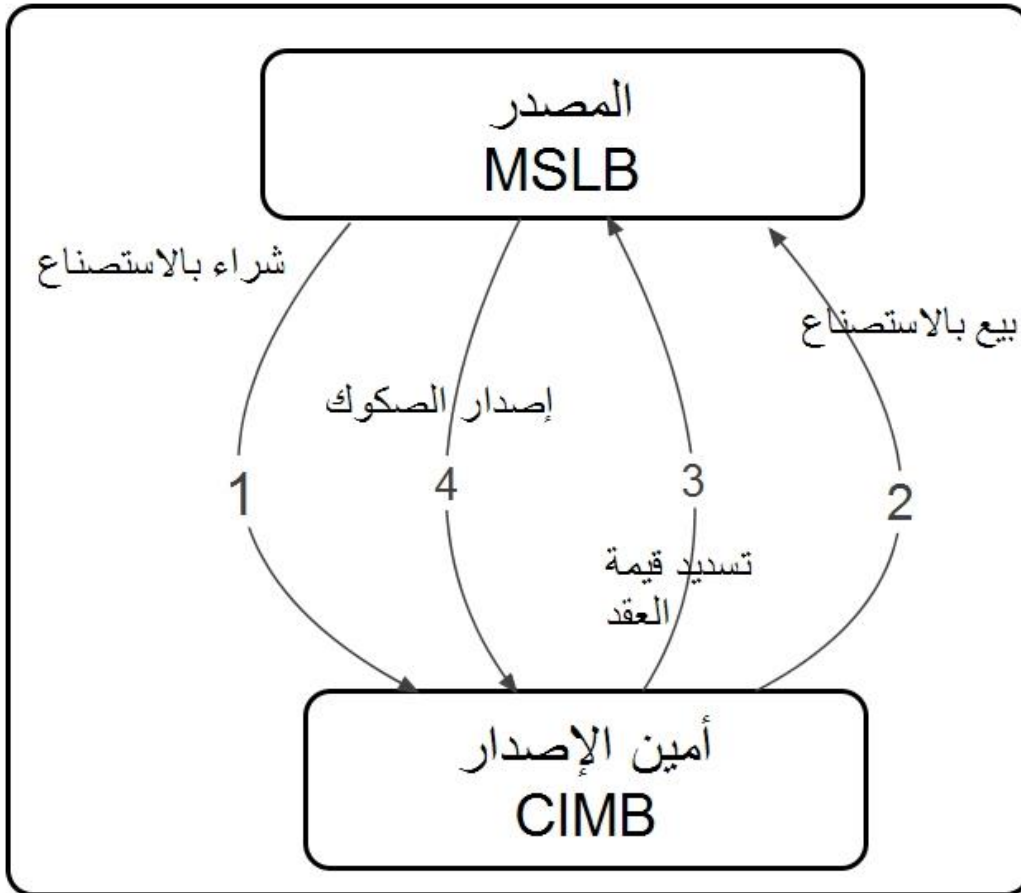 المصدر
MSLB
شراء بالاستصناع
بيع بالاستصناع
إصدار الصكوك
1
4
3
2
تسديد قيمة
العقد
أمين الإصدار
CIMB